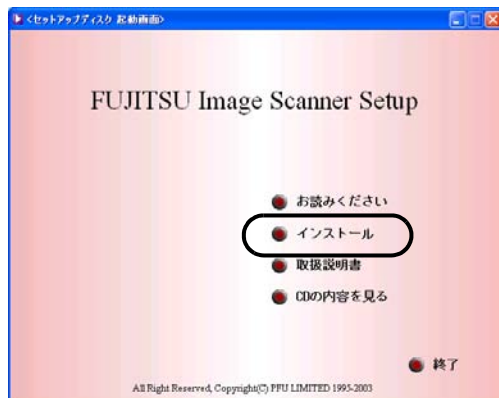 <セットアップディスク 起動画面>
FUJITSU Image Scanner Setup
お読みください
インストール
取扱説明書
CDの内容を見る
終了
All Right Reserved, Copyright(C) PFU LIMITED 1995-2003